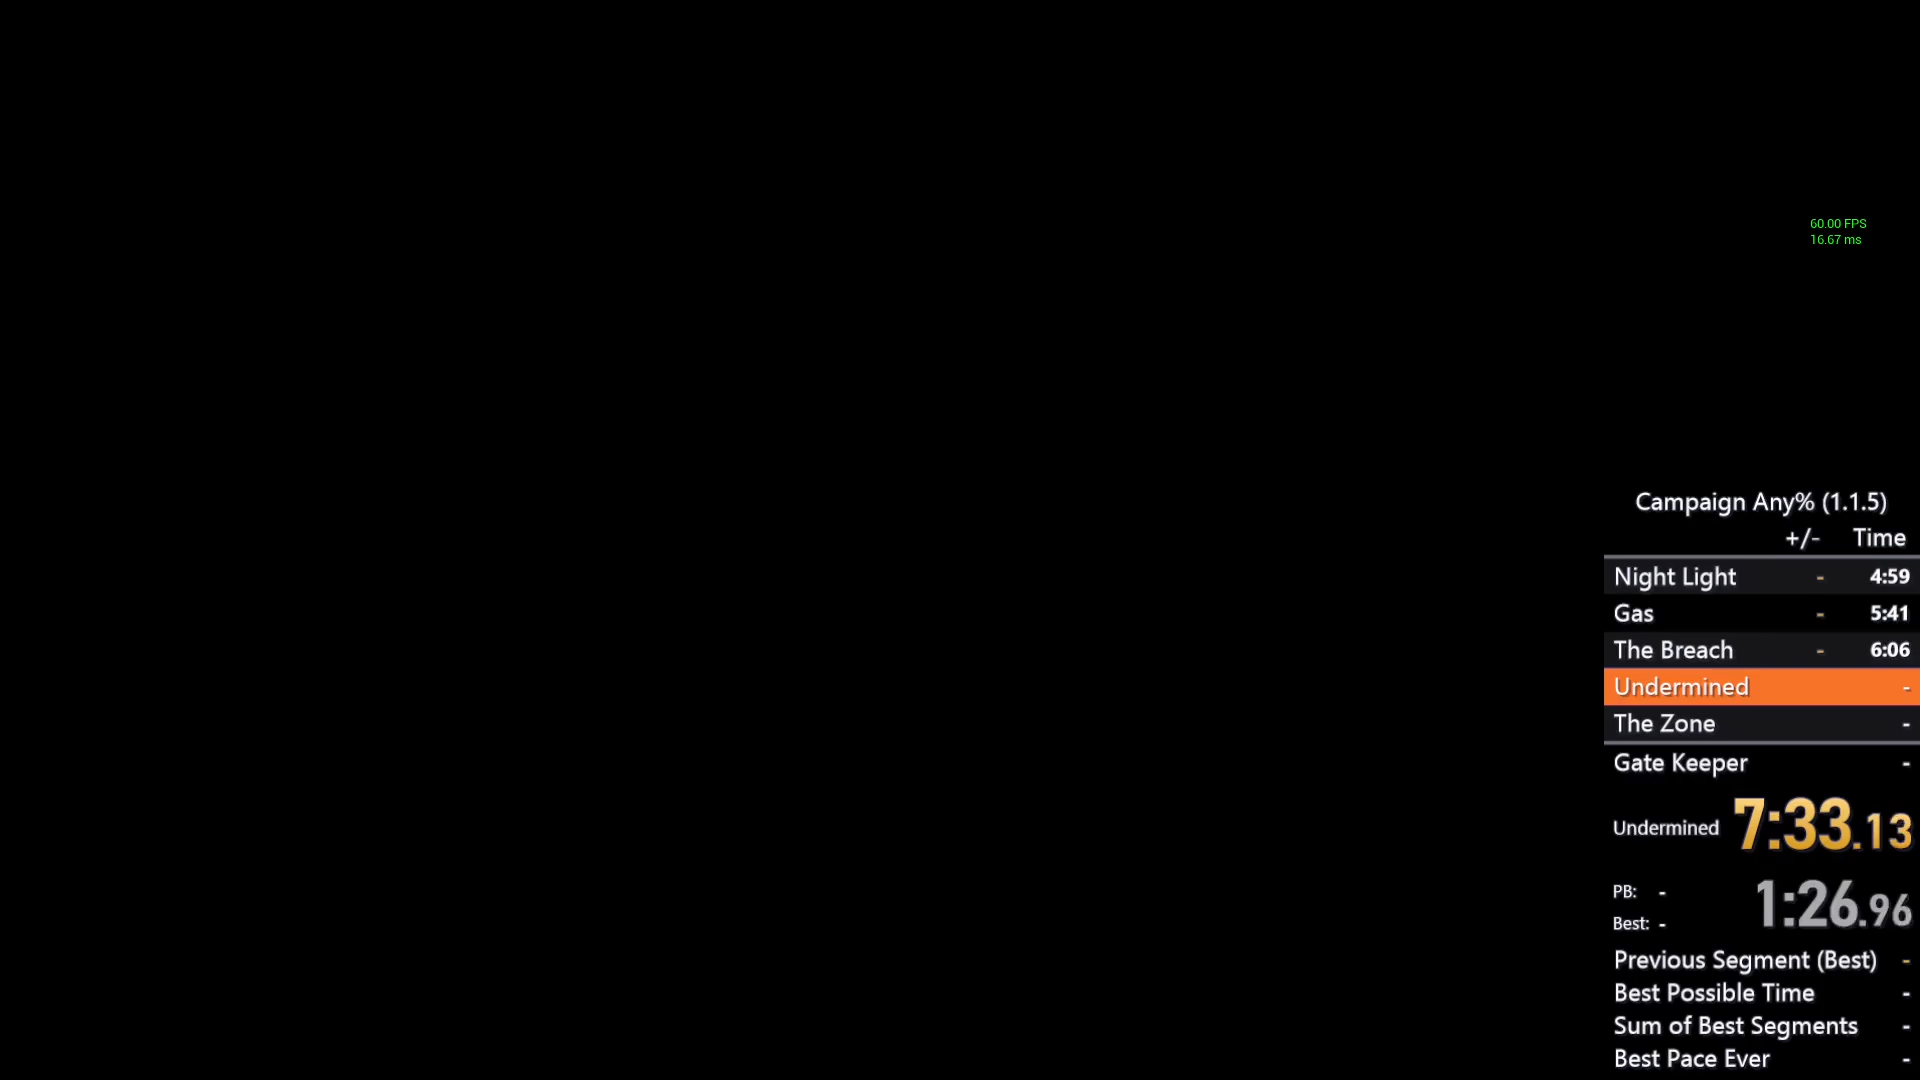 60.00 FPS
16.67 ms
Campaign Any% (1.1.5)
+/- Time
Night Light - 4:59
Gas - 5:41
The Breach - 6:06
Undermined -
The Zone -
Gate Keeper -
Undermined 7:33.13
PB: - 1:26.96
Best: -
Previous Segment (Best) -
Best Possible Time -
Sum of Best Segments -
Best Pace Ever -